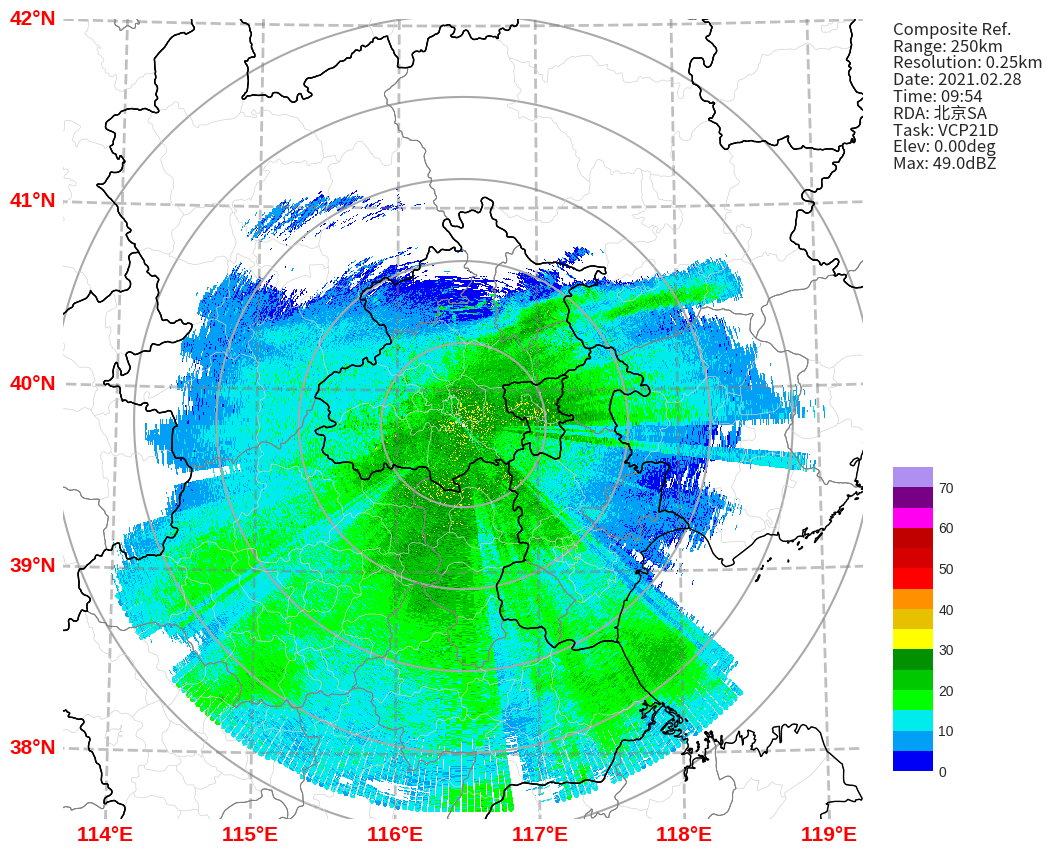 42°N
41°N
40°N
39°N
38°N
114°E
115°E
116°E
117°E
118°E
119°E
Composite Ref.
Range: 250km
Resolution: 0.25km
Date: 2021.02.28
Time: 09:54
RDA: 北京SA
Task: VCP21D
Elev: 0.00deg
Max: 49.0dBZ
70
60
50
40
30
20
10
0